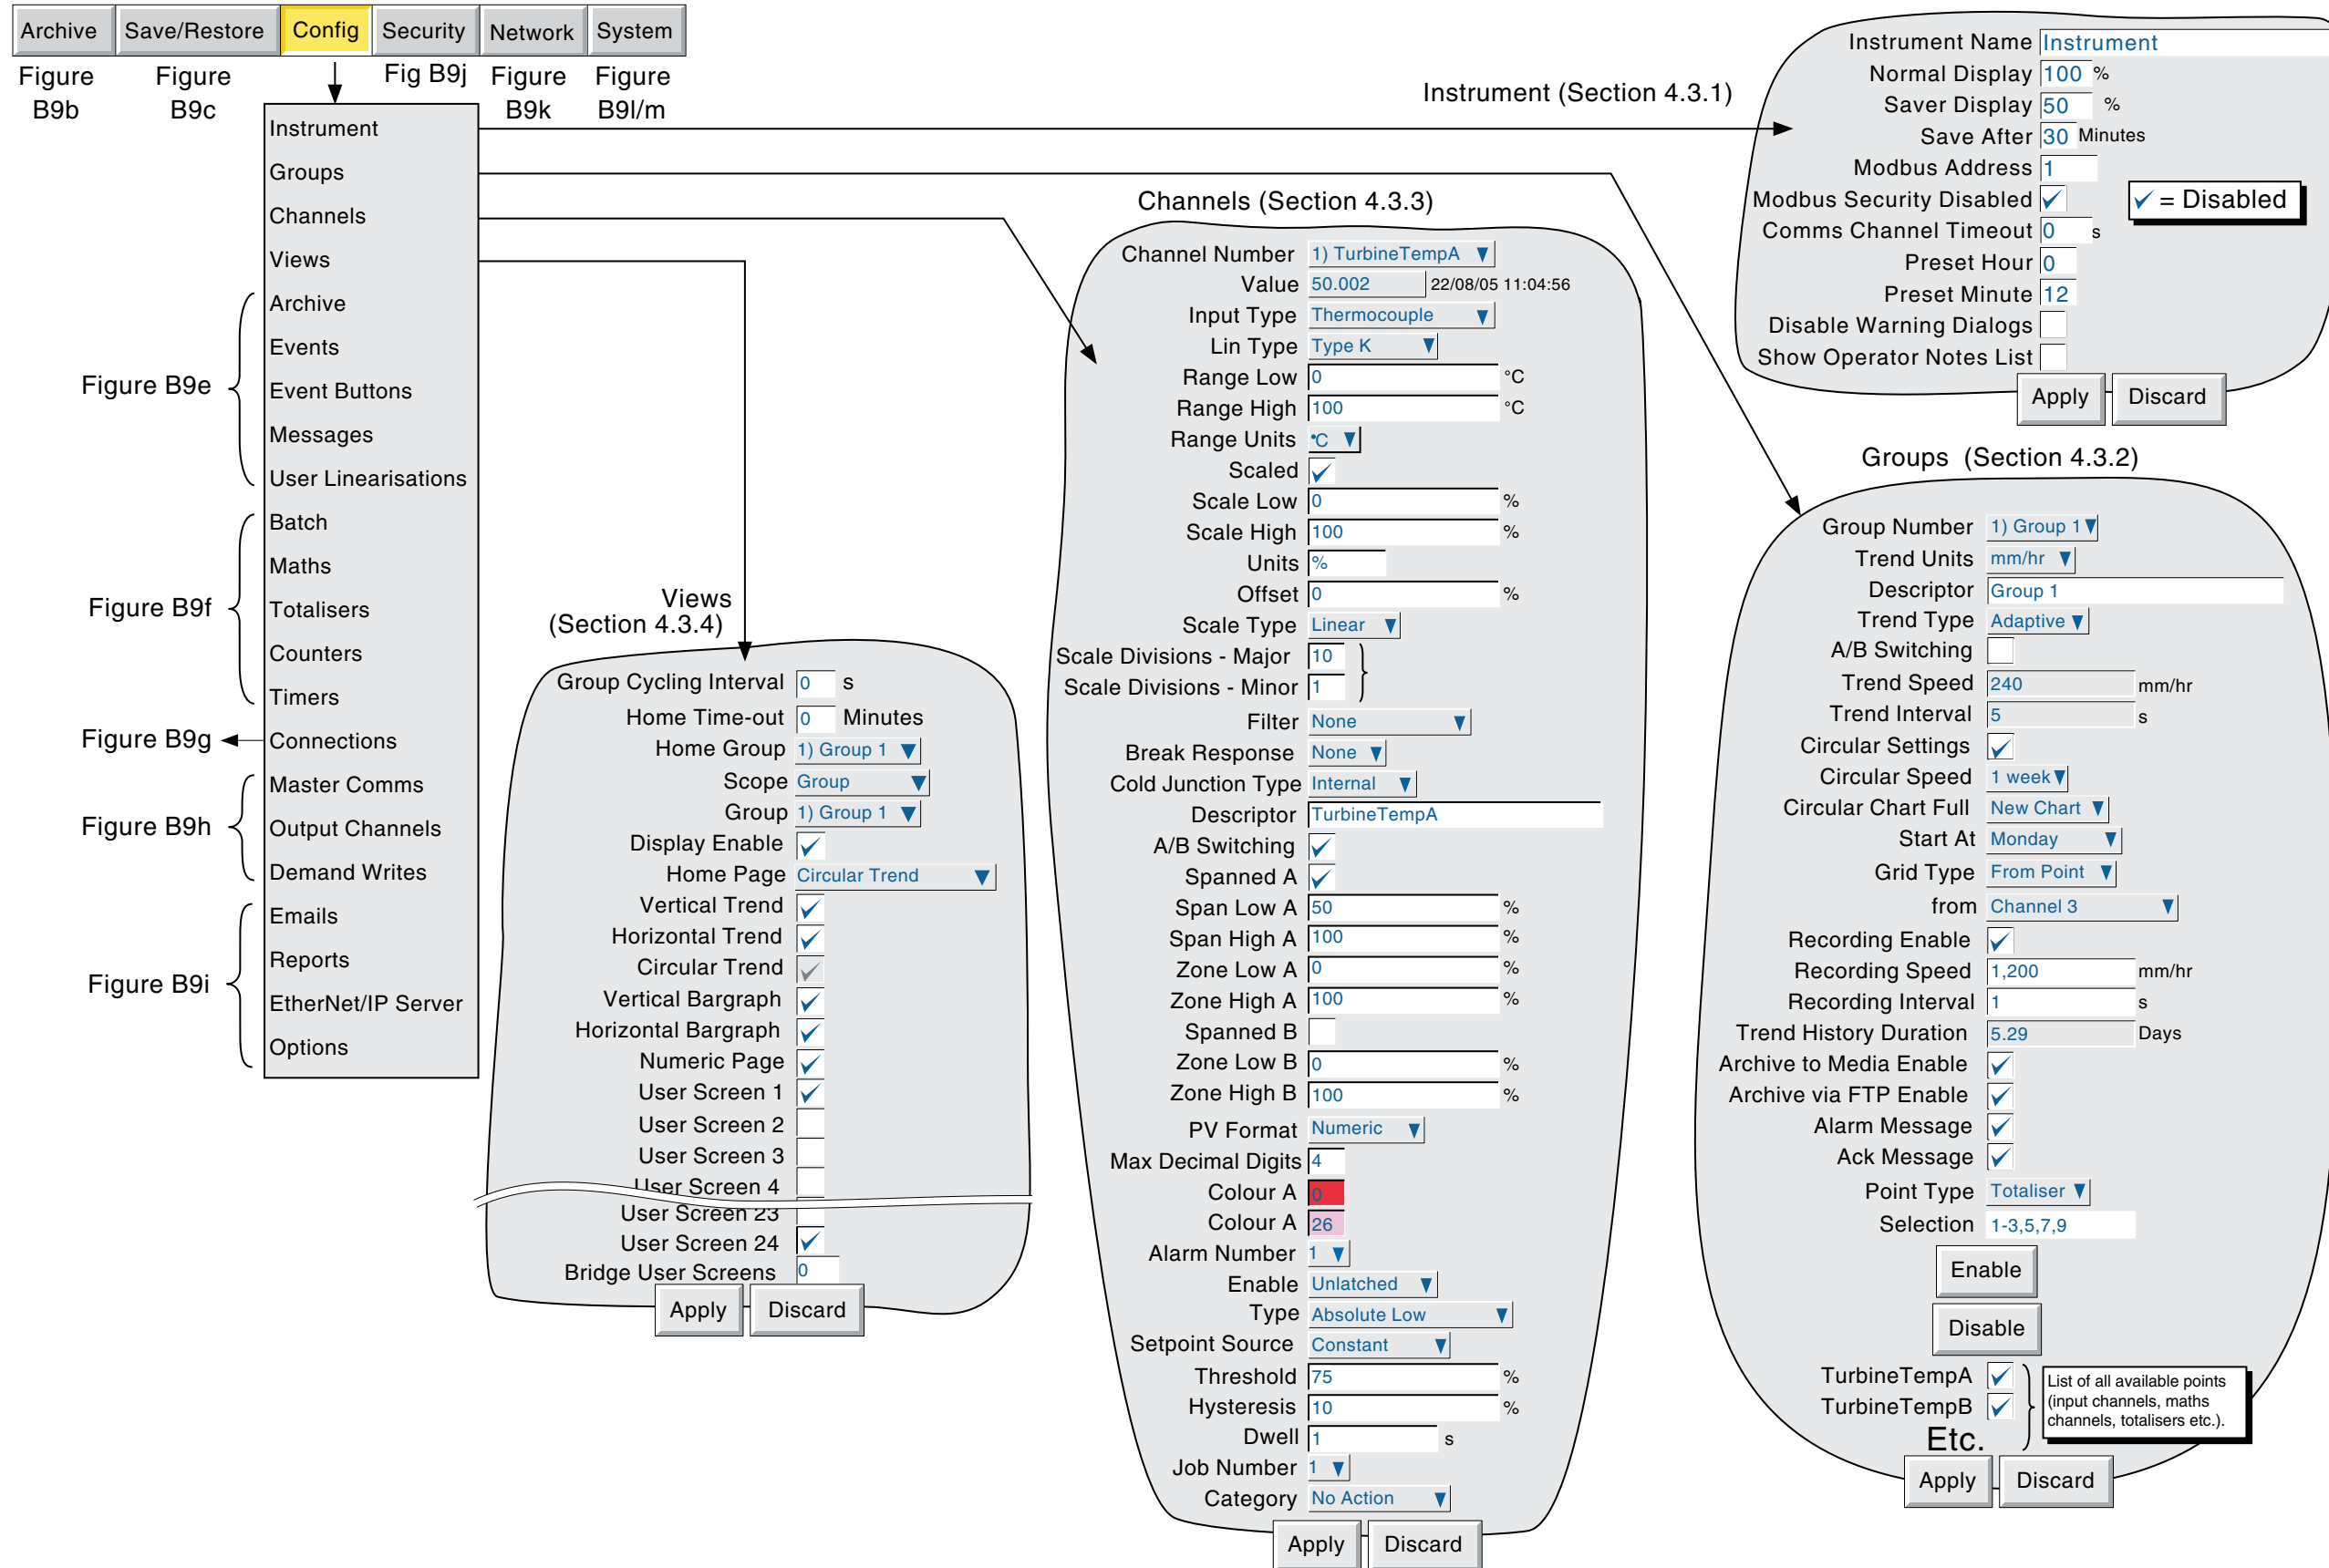 Archive Save/Restore Config Security Network System
Figure B9b
Figure B9c
Fig B9j
Figure B9k
Figure B9l/m
Instrument
Groups
Channels
Views
Archive
Events
Event Buttons
Messages
User Linearisations
Batch
Maths
Totalisers
Counters
Timers
Connections
Master Comms
Output Channels
Demand Writes
Emails
Reports
EtherNet/IP Server
Options
Figure B9e
Figure B9f
Figure B9g
Figure B9h
Figure B9i
Views
(Section 4.3.4)
Group Cycling Interval 0 s
Home Time-out 0 Minutes
Home Group 1) Group 1
Scope Group
Group 1) Group 1
Display Enable
Home Page Circular Trend
Vertical Trend
Horizontal Trend
Circular Trend
Vertical Bargraph
Horizontal Bargraph
Numeric Page
User Screen 1
User Screen 2
User Screen 3
User Screen 4
User Screen 23
User Screen 24
Bridge User Screens 0
Apply Discard
Channels (Section 4.3.3)
Channel Number 1) TurbineTempA
Value 50.002 22/08/05 11:04:56
Input Type Thermocouple
Lin Type Type K
Range Low 0 °C
Range High 100 °C
Range Units °C
Scaled
Scale Low 0 %
Scale High 100 %
Units %
Offset 0 %
Scale Type Linear
Scale Divisions - Major 10
Scale Divisions - Minor 1
Filter None
Break Response None
Cold Junction Type Internal
Descriptor TurbineTempA
A/B Switching
Spanned A
Span Low A 50 %
Span High A 100 %
Zone Low A 0 %
Zone High A 100 %
Spanned B
Zone Low B 0 %
Zone High B 100 %
PV Format Numeric
Max Decimal Digits 4
Colour A 0
Colour A 26
Alarm Number 1
Enable Unlatched
Type Absolute Low
Setpoint Source Constant
Threshold 75 %
Hysteresis 10 %
Dwell 1 s
Job Number 1
Category No Action
Apply Discard
Instrument (Section 4.3.1)
Instrument Name Instrument
Normal Display 100 %
Saver Display 50 %
Save After 30 Minutes
Modbus Address 1
Modbus Security Disabled
✓ = Disabled
Comms Channel Timeout 0 s
Preset Hour 0
Preset Minute 12
Disable Warning Dialogs
Show Operator Notes List
Apply Discard
Groups (Section 4.3.2)
Group Number 1) Group 1
Trend Units mm/hr
Descriptor Group 1
Trend Type Adaptive
A/B Switching
Trend Speed 240 mm/hr
Trend Interval 5 s
Circular Settings
Circular Speed 1 week
Circular Chart Full New Chart
Start At Monday
Grid Type From Point
from Channel 3
Recording Enable
Recording Speed 1,200 mm/hr
Recording Interval 1 s
Trend History Duration 5.29 Days
Archive to Media Enable
Archive via FTP Enable
Alarm Message
Ack Message
Point Type Totaliser
Selection 1-3,5,7,9
Enable
Disable
TurbineTempA
TurbineTempB
Etc.
List of all available points
(input channels, maths
channels, totalisers etc.).
Apply Discard